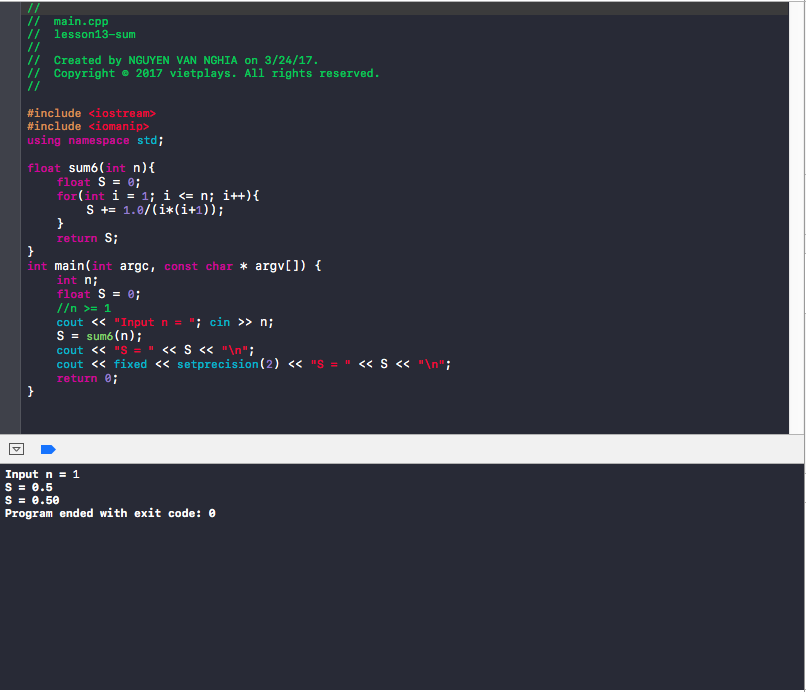 //
//  main.cpp
//  lesson13-sum
//
//  Created by NGUYEN VAN NGHIA on 3/24/17.
//  Copyright © 2017 vietplays. All rights reserved.
//

#include <iostream>
#include <iomanip>
using namespace std;

float sum6(int n){
    float S = 0;
    for(int i = 1; i <= n; i++){
        S += 1.0/(i*(i+1));
    }
    return S;
}
int main(int argc, const char * argv[]) {
    int n;
    float S = 0;
    //n >= 1
    cout << "Input n = "; cin >> n;
    S = sum6(n);
    cout << "S = " << S << "\n";
    cout << fixed << setprecision(2) << "S = " << S << "\n";
    return 0;
}
Input n = 1
S = 0.5
S = 0.50
Program ended with exit code: 0